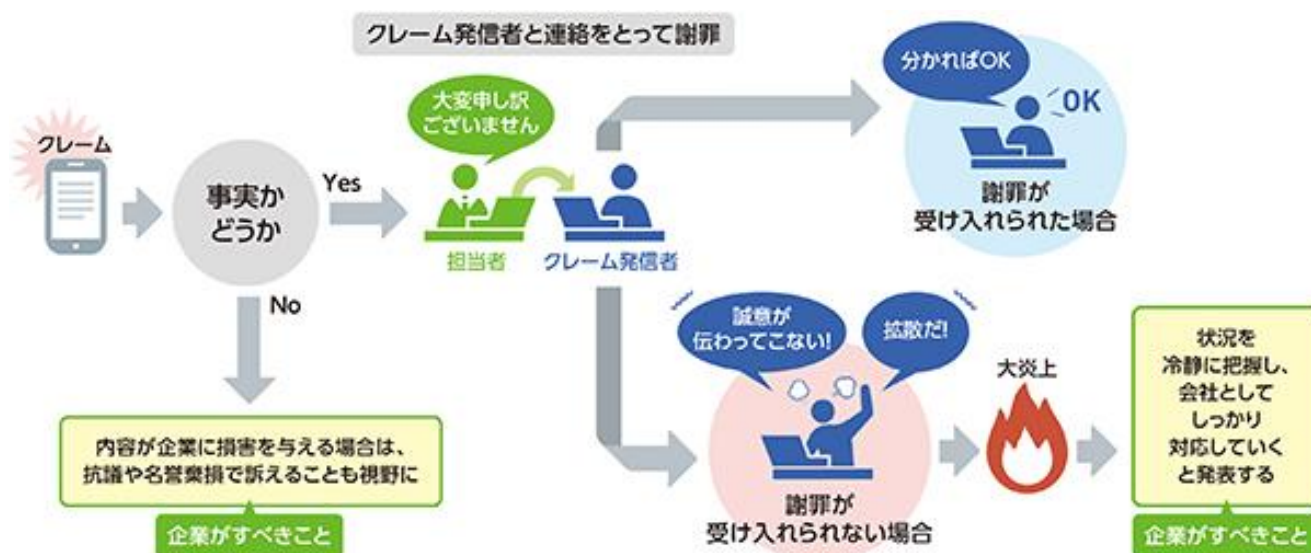 クレーム発信者と連絡をとって謝罪
クレーム
事実か
どうか
Yes
No
大変申し訳
ございません
担当者
クレーム発信者
分かればOK
OK
謝罪が
受け入れられた場合
誠意が
伝わってこない!
拡散だ!
謝罪が
受け入れられない場合
大炎上
状況を
冷静に把握し、
会社として
しっかり
対応していく
と発表する
企業がすべきこと
内容が企業に損害を与える場合は、
抗議や名誉棄損で訴えることも視野に
企業がすべきこと